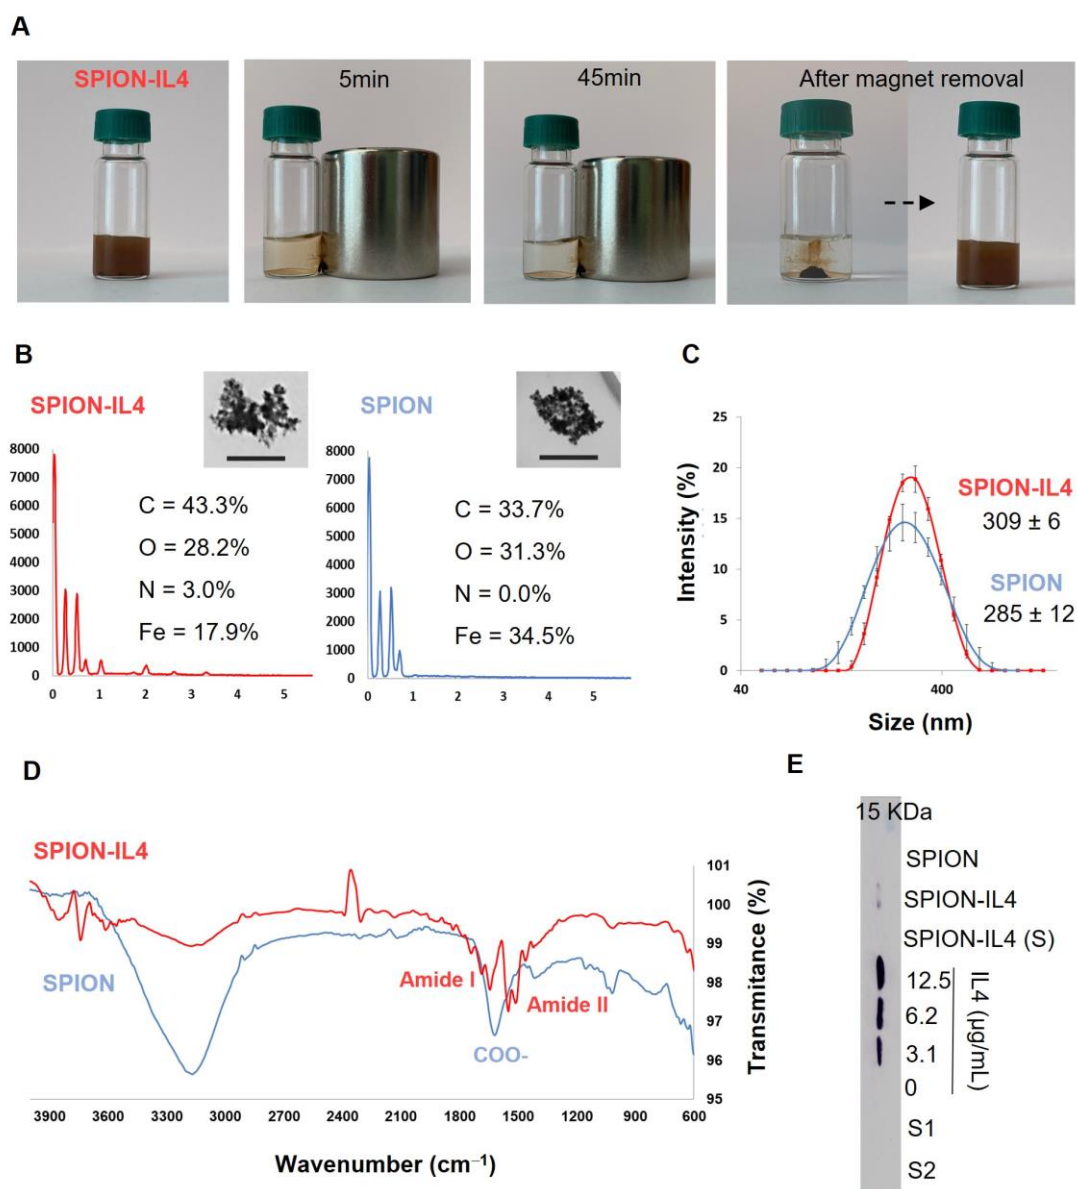 A
SPION-IL4
5min
45min
After magnet removal
B
SPION-IL4
8000
7000
6000
5000
4000
3000
2000
1000
0
0 1 2 3 4 5
C = 43.3%
O = 28.2%
N = 3.0%
Fe = 17.9%
SPION
8000
7000
6000
5000
4000
3000
2000
1000
0
0 1 2 3 4 5
C = 33.7%
O = 31.3%
N = 0.0%
Fe = 34.5%
C
Intensity (%)
25
20
15
10
5
0
40 400
Size (nm)
SPION-IL4
309 ± 6
SPION
285 ± 12
D
SPION-IL4
SPION
Amide I
Amide II
COO-
101
100
99
98
97
96
95
Transmitance (%)
3900 3600 3300 3000 2700 2400 2100 1800 1500 1200 900 600
Wavenumber (cm⁻¹)
E
15 KDa
SPION
SPION-IL4
SPION-IL4 (S)
12.5
6.2
3.1
0
IL4 (µg/mL)
S1
S2